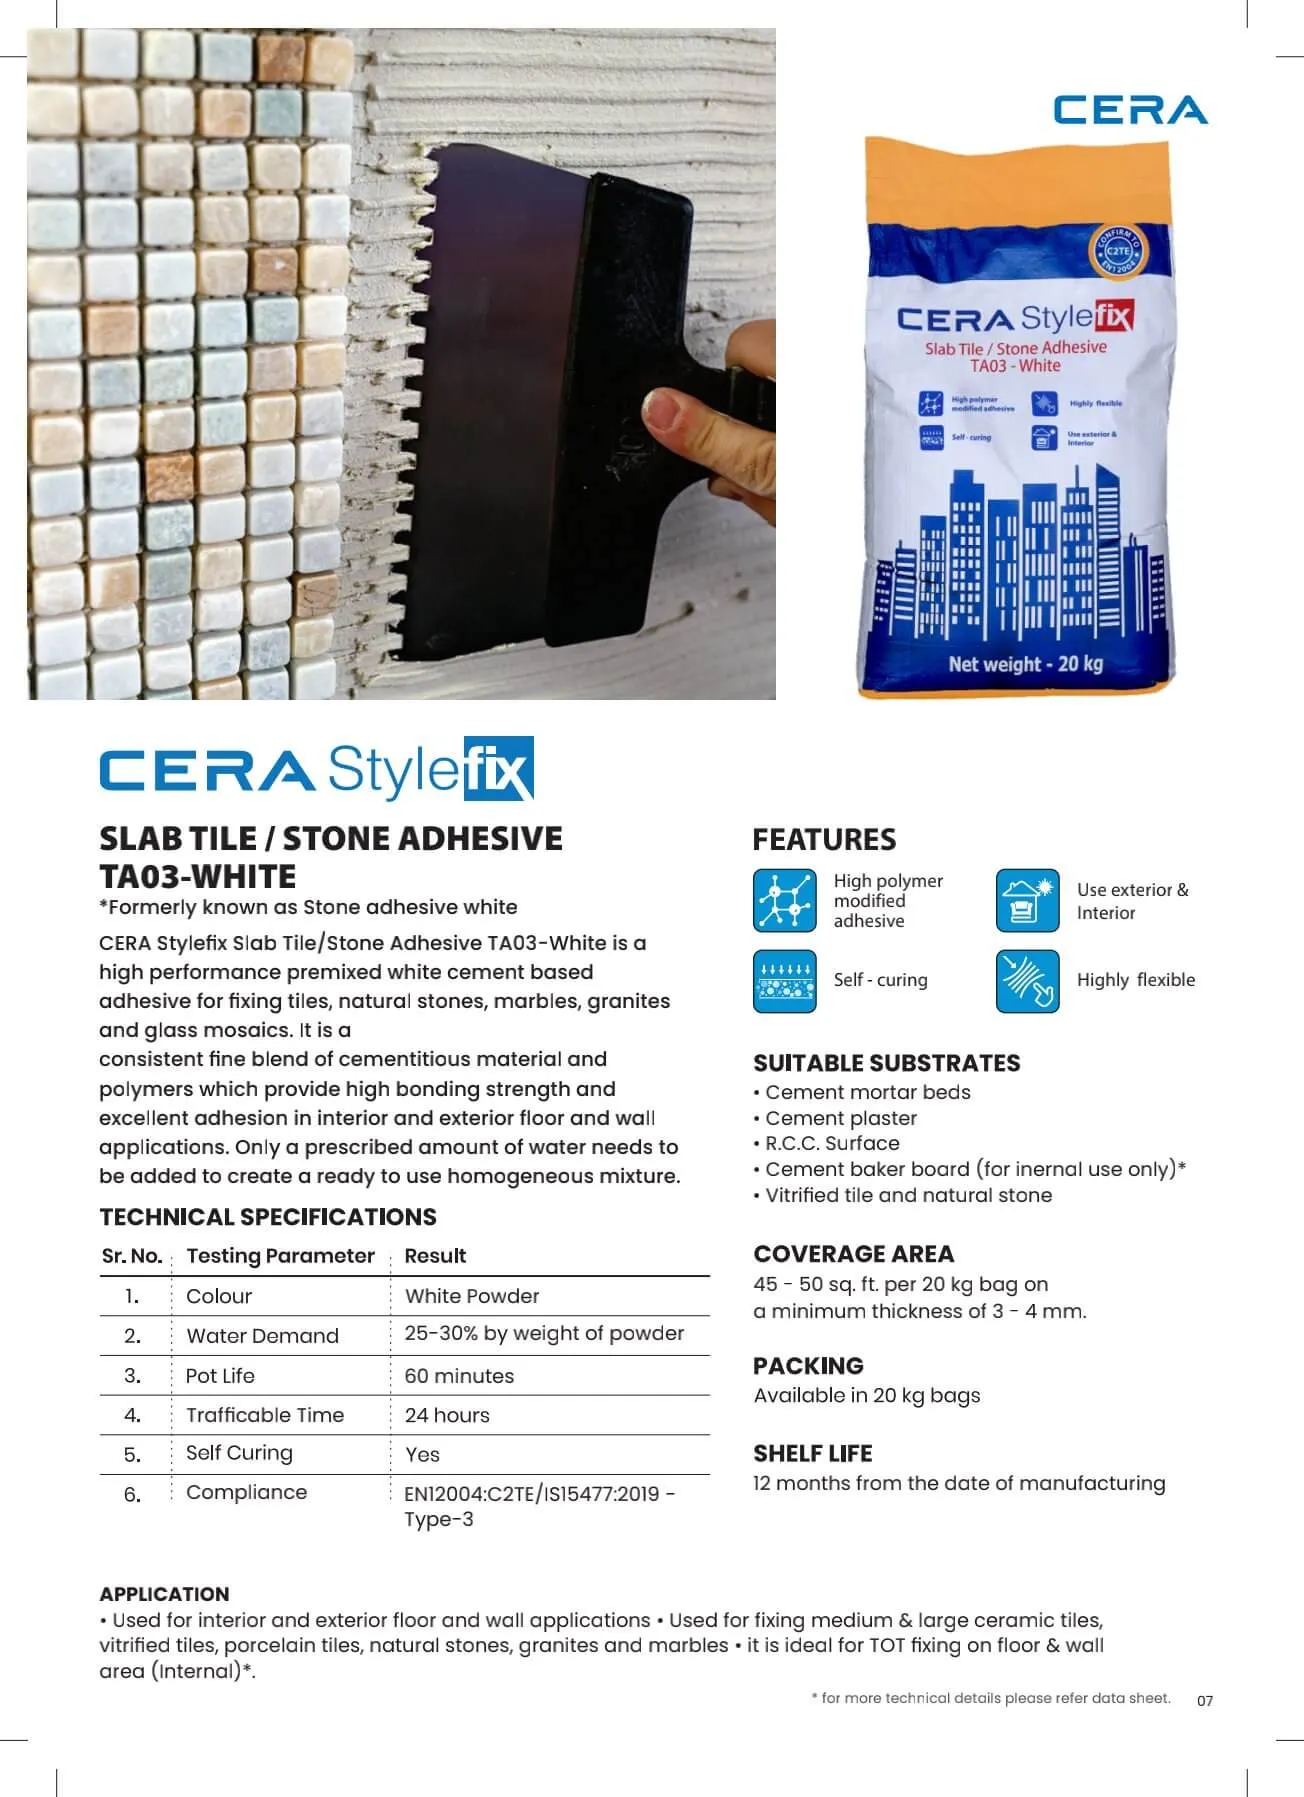 CERA
CONFIRM TO
C2TE
EN12004
CERA Stylefix
Slab Tile / Stone Adhesive
TA03 - White
High polymer
modified adhesive
Highly flexible
Self - curing
Use exterior &
Interior
Net weight - 20 kg
CERA Stylefix
SLAB TILE / STONE ADHESIVE
TA03-WHITE
*Formerly known as Stone adhesive white
CERA Stylefix Slab Tile/Stone Adhesive TA03-White is a
high performance premixed white cement based
adhesive for fixing tiles, natural stones, marbles, granites
and glass mosaics. It is a
consistent fine blend of cementitious material and
polymers which provide high bonding strength and
excellent adhesion in interior and exterior floor and wall
applications. Only a prescribed amount of water needs to
be added to create a ready to use homogeneous mixture.
TECHNICAL SPECIFICATIONS
Sr. No. Testing Parameter Result
1. Colour White Powder
2. Water Demand 25-30% by weight of powder
3. Pot Life 60 minutes
4. Trafficable Time 24 hours
5. Self Curing Yes
6. Compliance EN12004:C2TE/IS15477:2019 -
Type-3
FEATURES
High polymer
modified
adhesive
Use exterior &
Interior
Self - curing
Highly flexible
SUITABLE SUBSTRATES
• Cement mortar beds
• Cement plaster
• R.C.C. Surface
• Cement baker board (for inernal use only)*
• Vitrified tile and natural stone
COVERAGE AREA
45 - 50 sq. ft. per 20 kg bag on
a minimum thickness of 3 - 4 mm.
PACKING
Available in 20 kg bags
SHELF LIFE
12 months from the date of manufacturing
APPLICATION
• Used for interior and exterior floor and wall applications • Used for fixing medium & large ceramic tiles,
vitrified tiles, porcelain tiles, natural stones, granites and marbles • it is ideal for TOT fixing on floor & wall
area (Internal)*.
* for more technical details please refer data sheet. 07